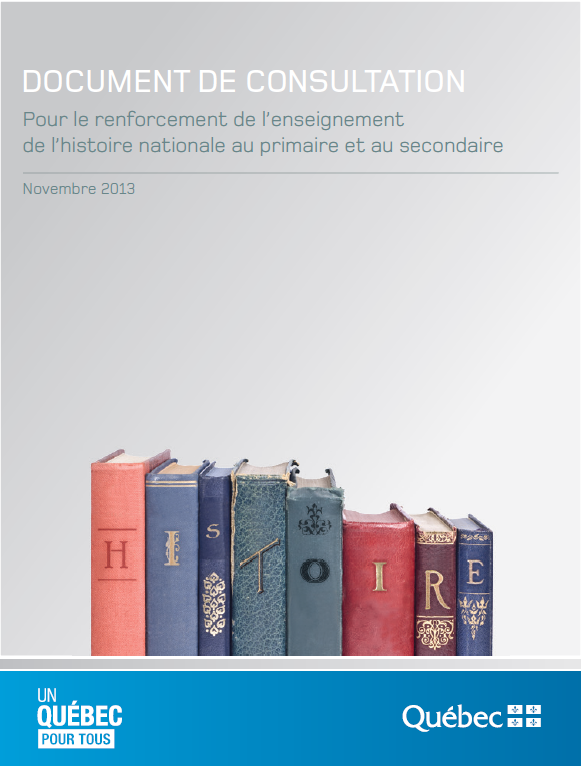 DOCUMENT DE CONSULTATION
Pour le renforcement de l'enseignement
de l'histoire nationale au primaire et au secondaire
Novembre 2013
HISTOIRE
UN
QUÉBEC
POUR TOUS
Québec